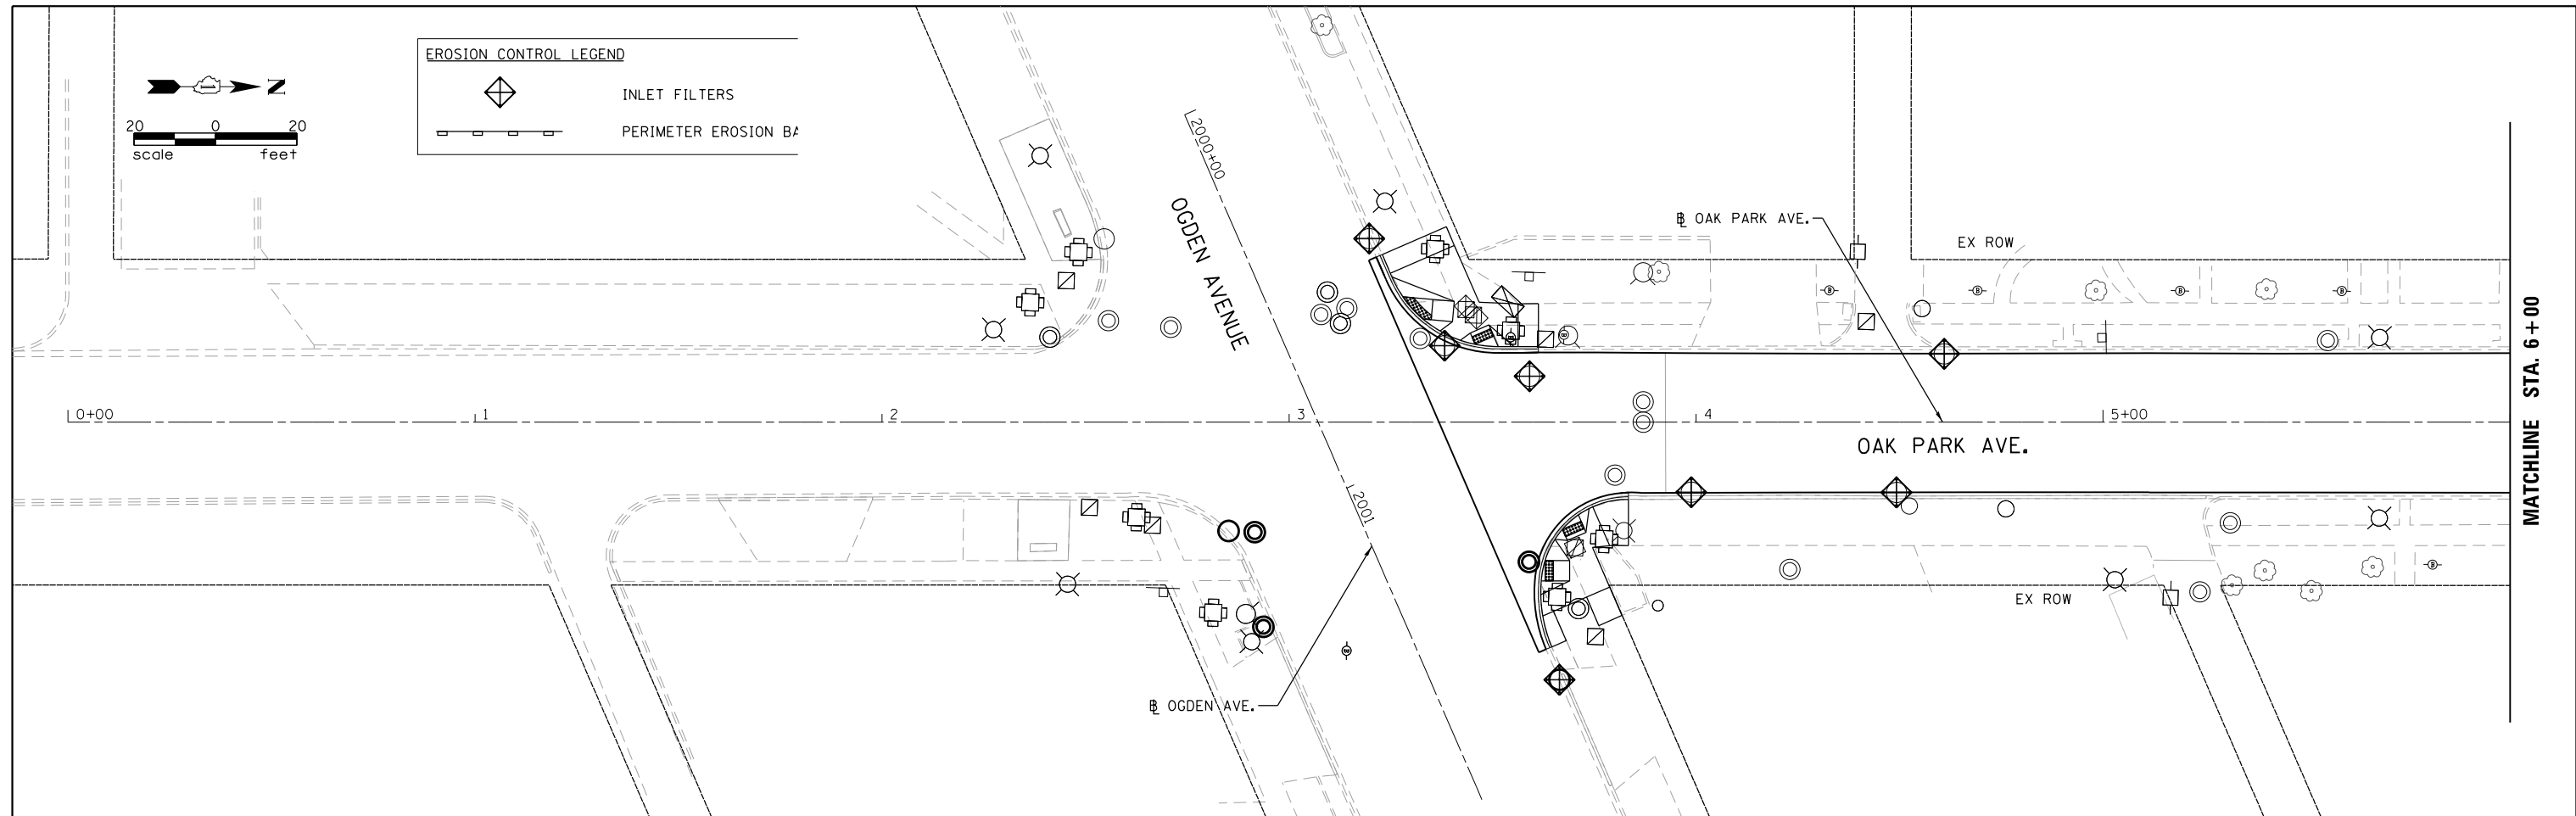 EROSION CONTROL LEGEND
INLET FILTERS
PERIMETER EROSION BA
N
20 0 20
scale feet
2000+00
OGDEN AVENUE
2001
℄ OGDEN AVE.
℄ OAK PARK AVE.
EX ROW
0+00 1 2 3 4 5+00
OAK PARK AVE.
EX ROW
MATCHLINE STA. 6+00